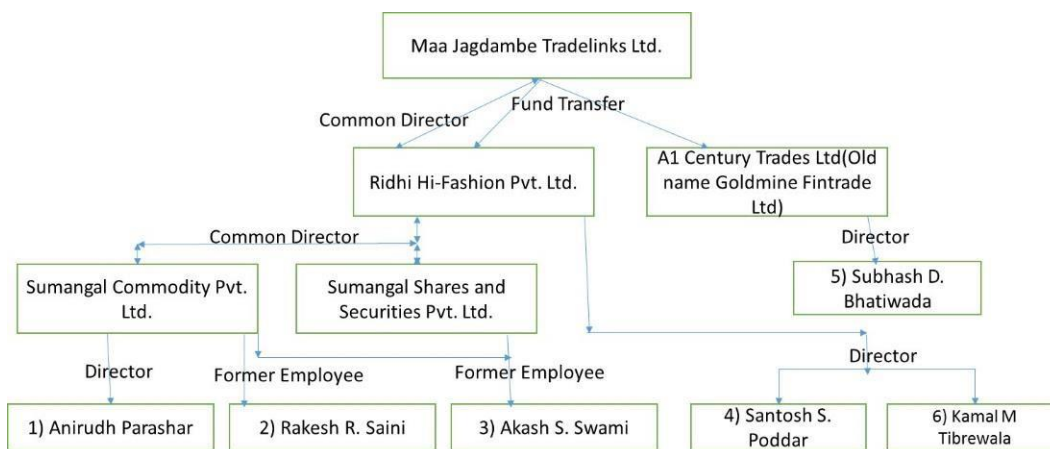 Maa Jagdambe Tradelinks Ltd.
Fund Transfer
Common Director
Ridhi Hi-Fashion Pvt. Ltd.
A1 Century Trades Ltd(Old
name Goldmine Fintrade
Ltd)
Common Director
Director
Sumangal Commodity Pvt.
Ltd.
Sumangal Shares and
Securities Pvt. Ltd.
5) Subhash D.
Bhatiwada
Director
Former Employee
Former Employee
Director
1) Anirudh Parashar
2) Rakesh R. Saini
3) Akash S. Swami
4) Santosh S.
Poddar
6) Kamal M
Tibrewala